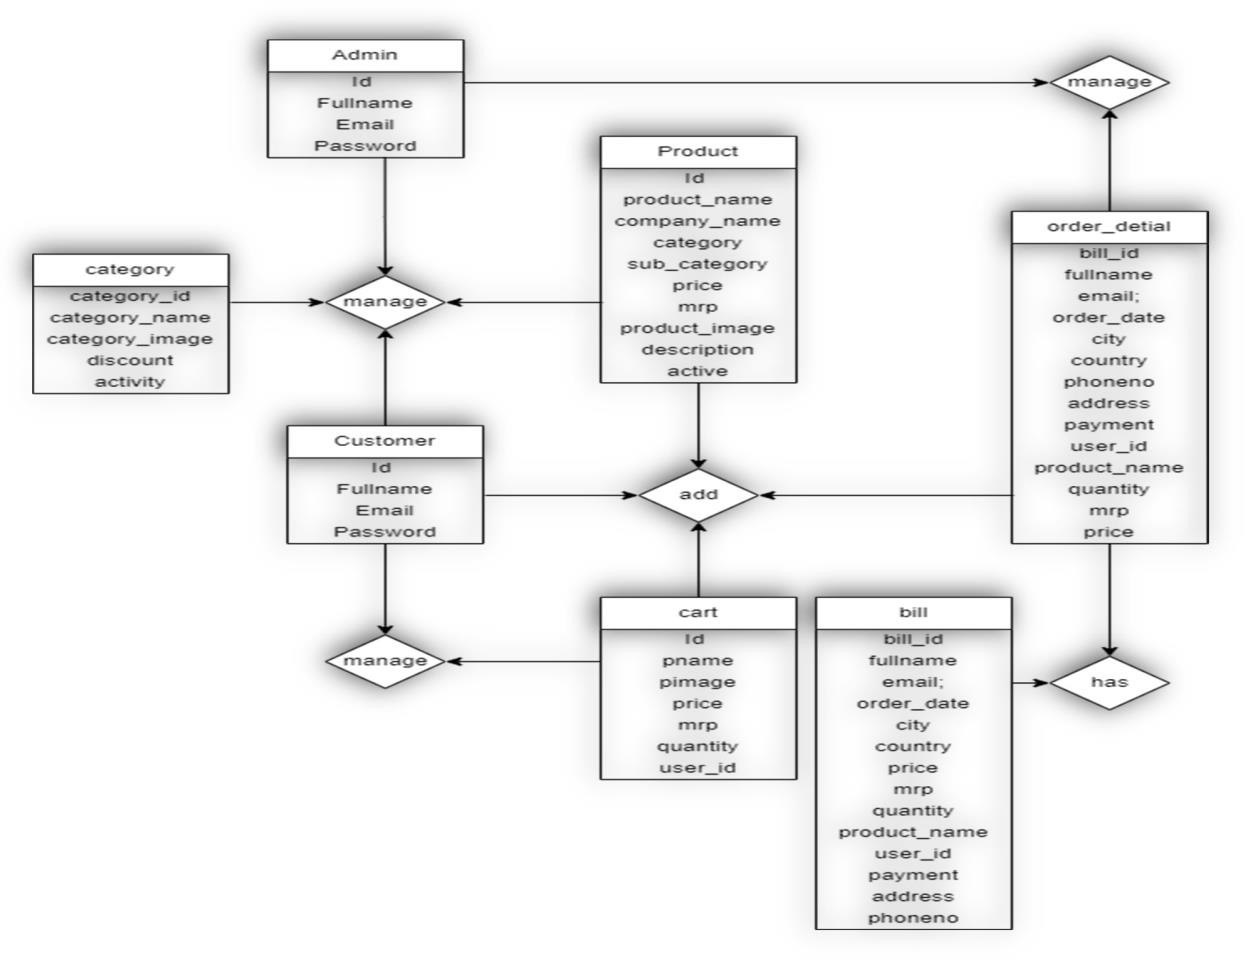 Admin
Id
Fullname
Email
Password
manage
Product
Id
product_name
company_name
category
sub_category
price
mrp
product_image
description
active
order_detial
bill_id
fullname
email;
order_date
city
country
phoneno
address
payment
user_id
product_name
quantity
mrp
price
category
category_id
category_name
category_image
discount
activity
manage
Customer
Id
Fullname
Email
Password
add
manage
cart
Id
pname
pimage
price
mrp
quantity
user_id
bill
bill_id
fullname
email;
order_date
city
country
price
mrp
quantity
product_name
user_id
payment
address
phoneno
has